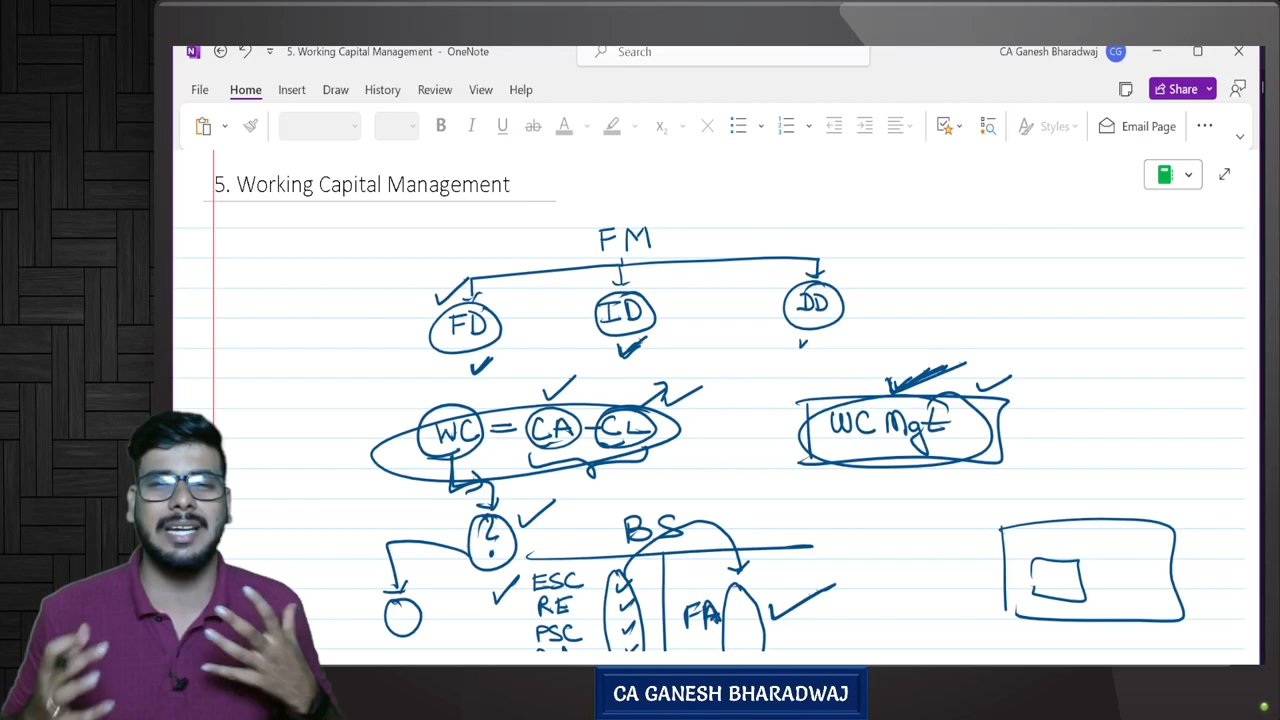 5. Working Capital Management - OneNote
Search
CA Ganesh Bharadwaj CG
File Home Insert Draw History Review View Help
Share
B I U ab A x₂ Styles Email Page
5. Working Capital Management
FM
FD ID DD
WC = CA - CL
WC Mgt
?
BS
ESC
RE
FA
PSC
CA GANESH BHARADWAJ